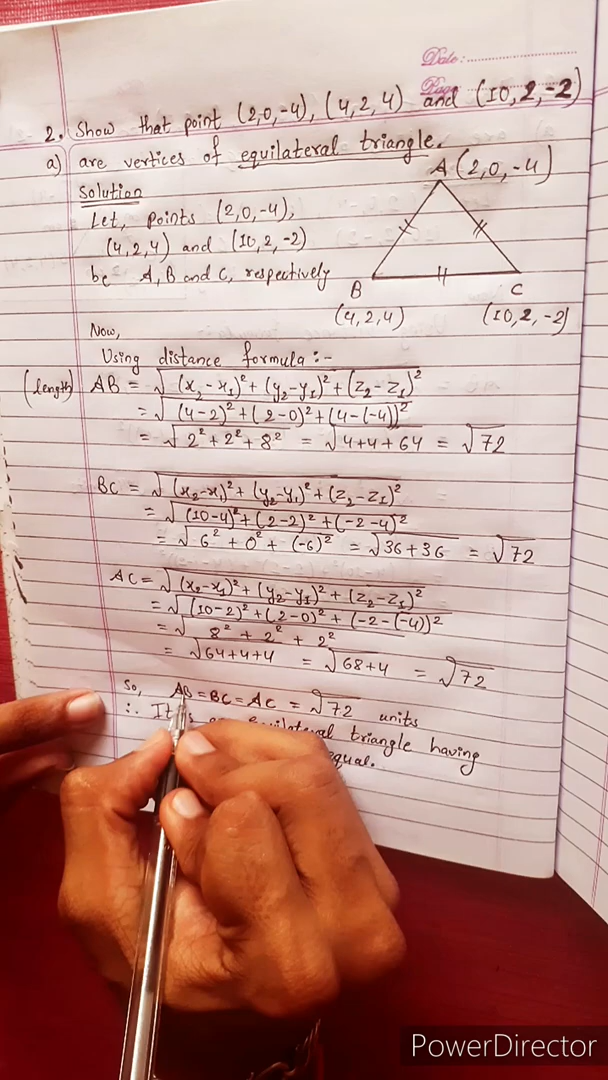 Date:
Page
2. Show that point (2,0,-4), (4,2,4) and (10,2,-2)
a) are vertices of equilateral triangle.
Solution
Let, points (2,0,-4),
(4,2,4) and (10,2,-2)
be A, B and C, respectively
A (2,0,-4)
B
C
(4,2,4)
(10,2,-2)
Now,
Using distance formula :-
(length) AB = √(x₂-x₁)²+(y₂-y₁)²+(z₂-z₁)²
= √(4-2)²+(2-0)²+(4-(-4))²
= √2²+2²+8² = √4+4+64 = √72
BC = √(x₂-x₁)²+(y₂-y₁)²+(z₂-z₁)²
= √(10-4)²+(2-2)²+(-2-4)²
= √6²+0²+(-6)² = √36+36 = √72
AC = √(x₂-x₁)²+(y₂-y₁)²+(z₂-z₁)²
= √(10-2)²+(2-0)²+(-2-(-4))²
= √8²+2²+2²
= √64+4+4 = √68+4 = √72
So, AB = BC = AC = √72 units
∴ It is an equilateral triangle having
equal.
PowerDirector